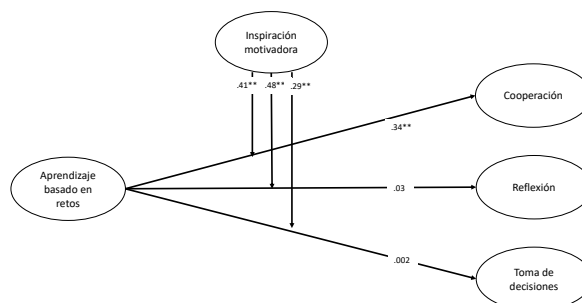 Inspiración
motivadora
.41**
.48**
.29**
Cooperación
.34**
Aprendizaje
basado en
retos
.03
Reflexión
.002
Toma de
decisiones